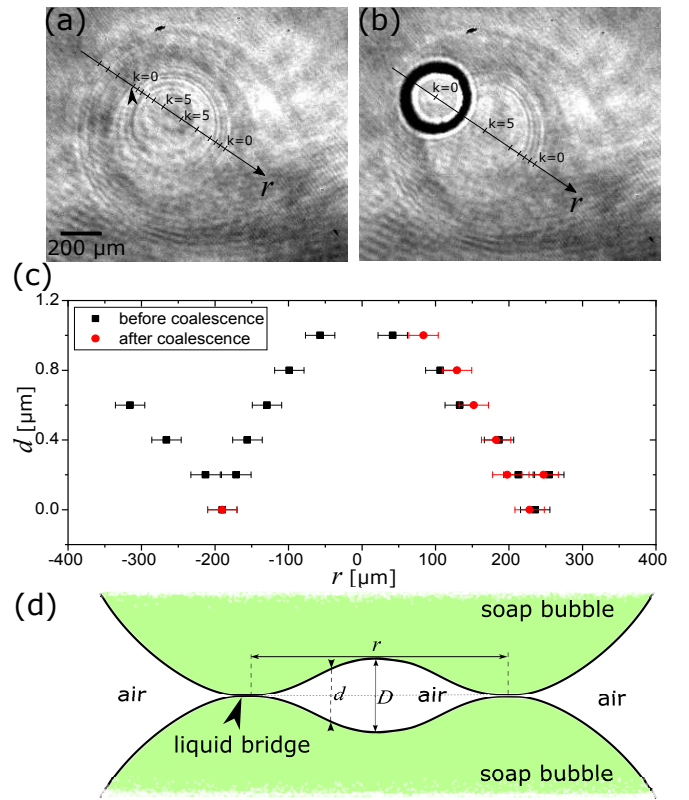 (a)
k=0
k=5
k=5
k=0
r
200 μm
(b)
k=0
k=5
k=0
r
(c)
before coalescence
after coalescence
1.2
0.8
0.4
0.0
d [μm]
-400 -300 -200 -100 0 100 200 300 400
r [μm]
(d)
soap bubble
r
air d D air air
liquid bridge
soap bubble